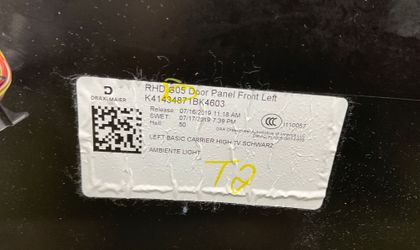 RHD G05 Door Panel Front Left
K41434871BK4603
DRÄXLMAIER
Release: 07/16/2019 11:18 AM
SWET: 07/17/2019 7:39 PM
Hall: 50
CCC
LEFT BASIC CARRIER HIGH TV SCHWARZ
AMBIENTE LIGHT
T2